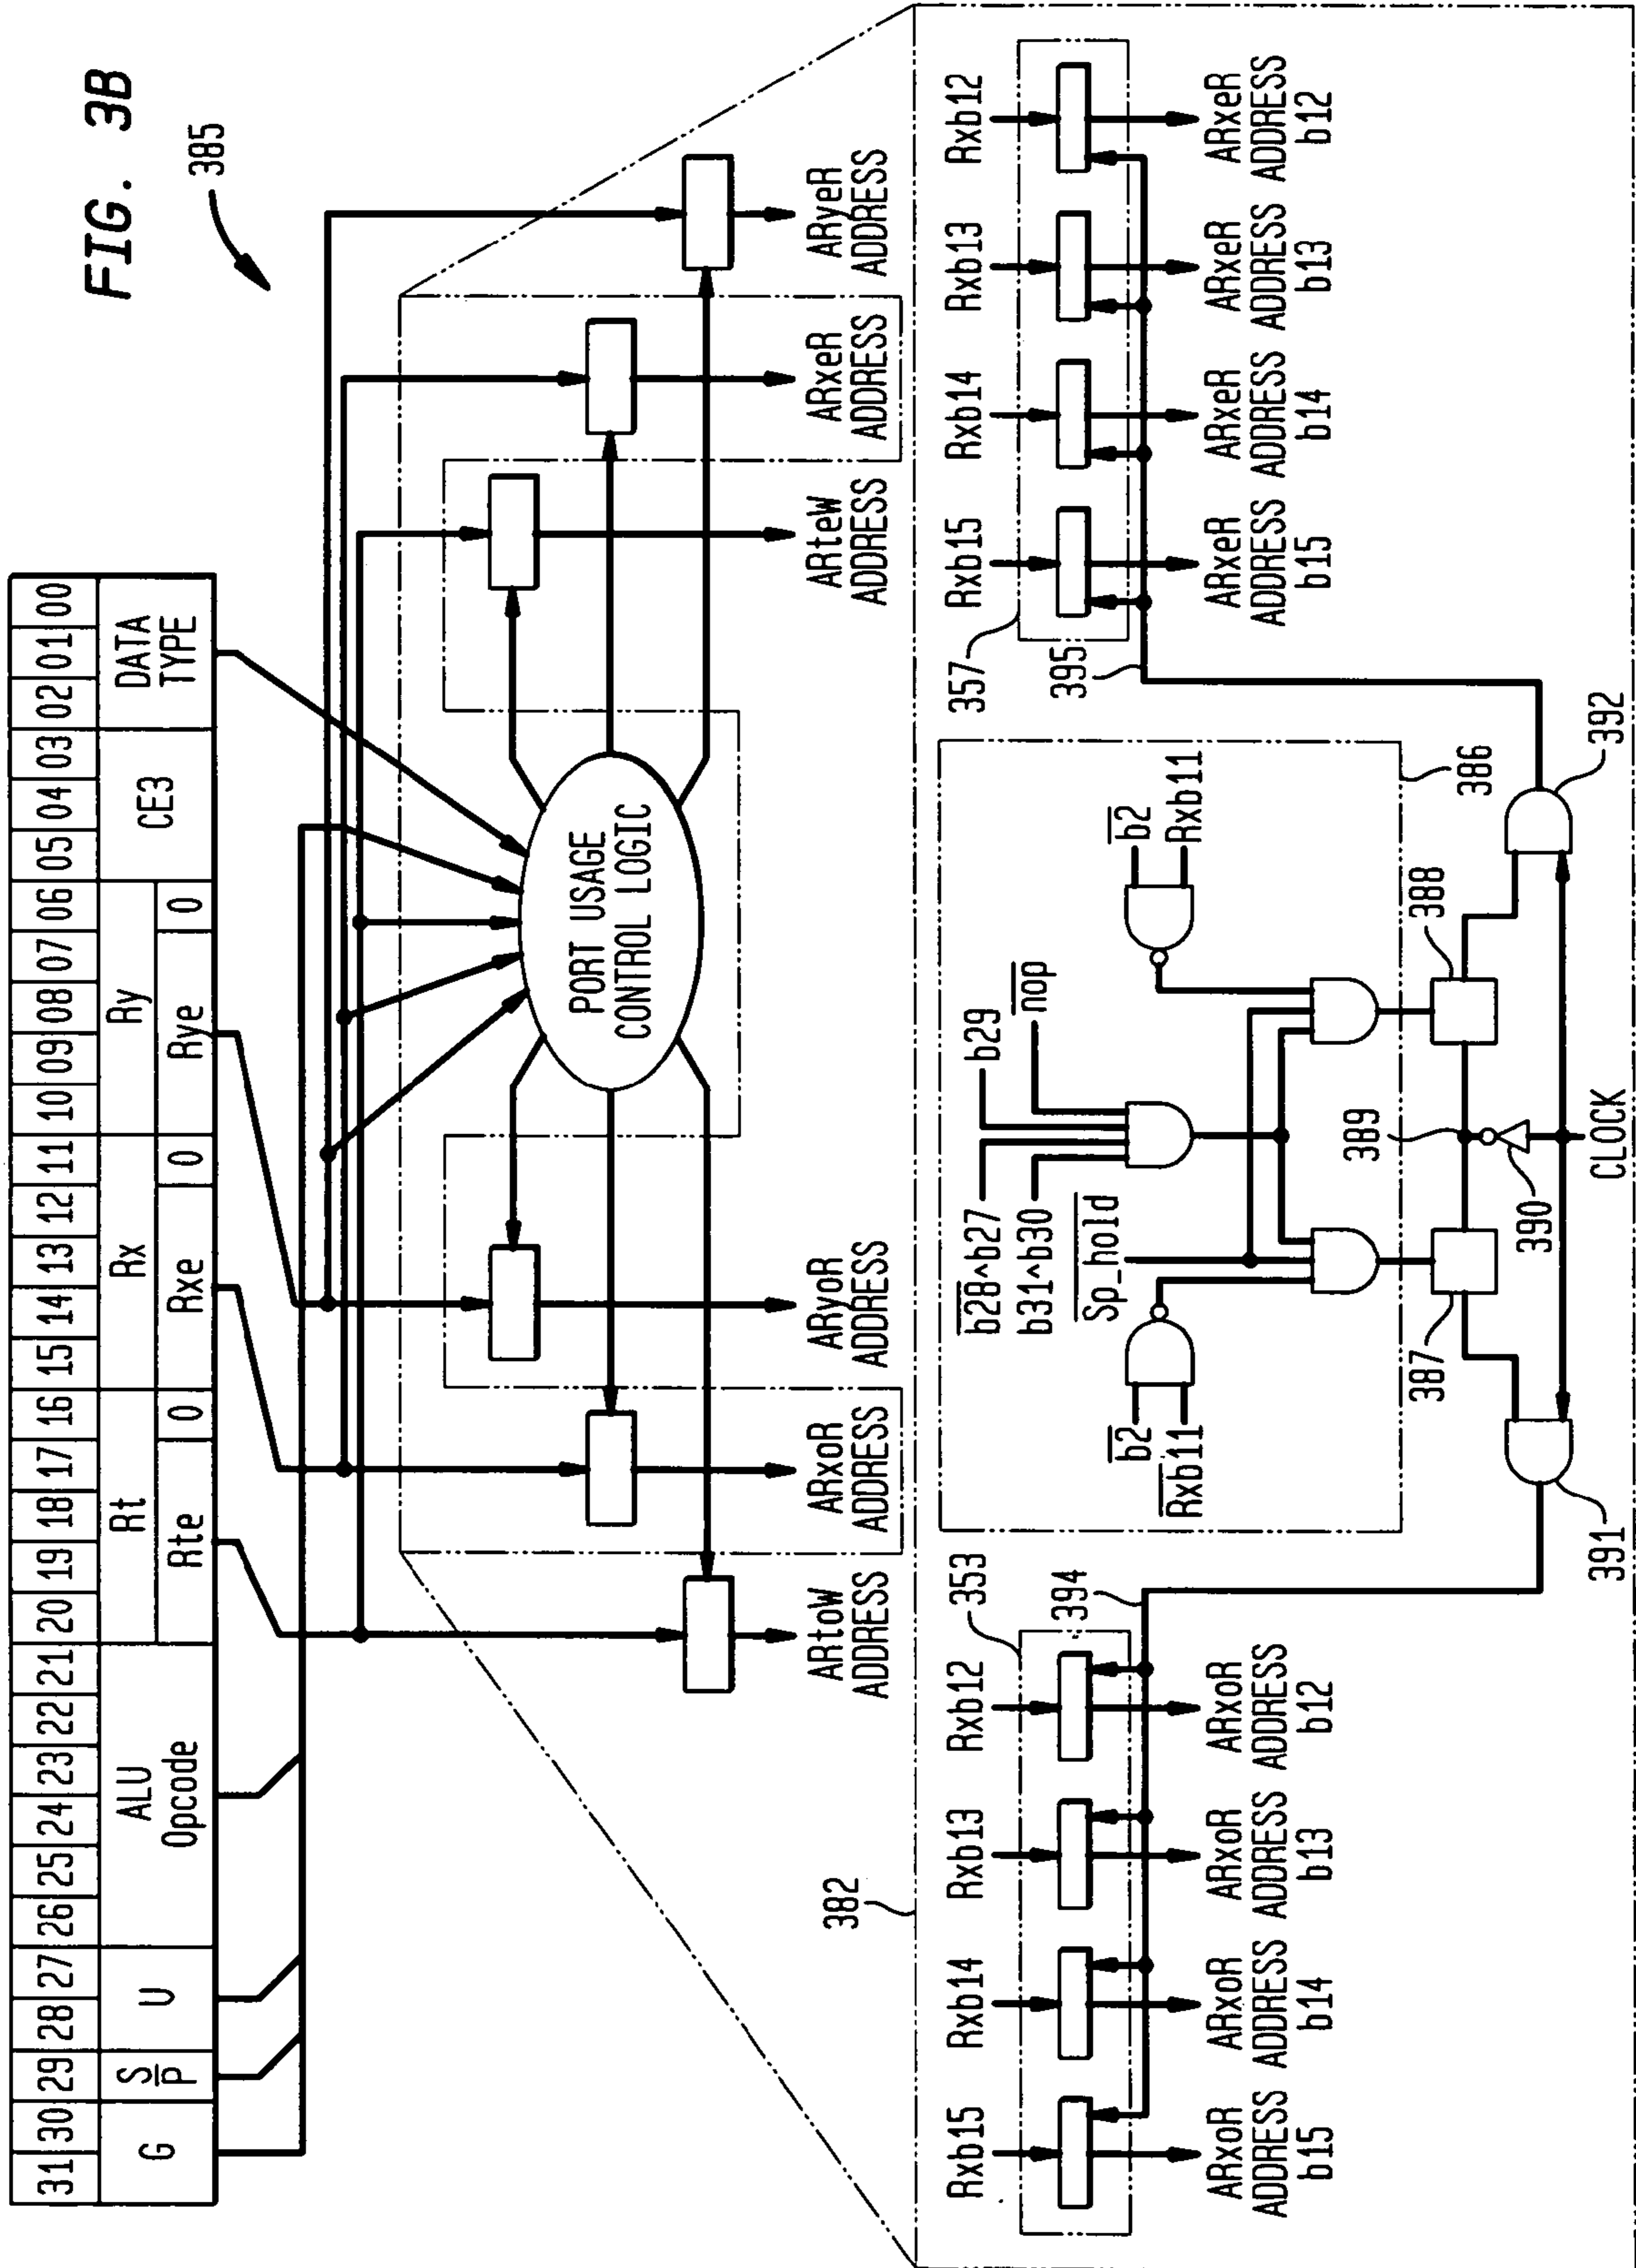 FIG. 3B
385
31 30 29 28 27 26 25 24 23 22 21 20 19 18 17 16 15 14 13 12 11 10 09 08 07 06 05 04 03 02 01 00
G S/P U ALU Opcode Rt Rx Ry CE3 DATA TYPE
Rte 0 Rxe 0 Rye 0
PORT USAGE
CONTROL LOGIC
ARtoW
ADDRESS
ARxoR
ADDRESS
ARyoR
ADDRESS
ARteW
ADDRESS
ARxeR
ADDRESS
ARyeR
ADDRESS
382
Rxb15 Rxb14 Rxb13 Rxb12
353
394
ARxoR
ADDRESS
b15
ARxoR
ADDRESS
b14
ARxoR
ADDRESS
b13
ARxoR
ADDRESS
b12
b̅2̅
R̅x̅b̅1̅1̅
S̅p̅_̅h̅o̅l̅d̅
b31^b30
b̅2̅8̅^b27
b29
n̅o̅p̅
b̅2̅
Rxb11
386
387
388
389
390
391
392
CLOCK
Rxb15 Rxb14 Rxb13 Rxb12
357
395
ARxeR
ADDRESS
b15
ARxeR
ADDRESS
b14
ARxeR
ADDRESS
b13
ARxeR
ADDRESS
b12